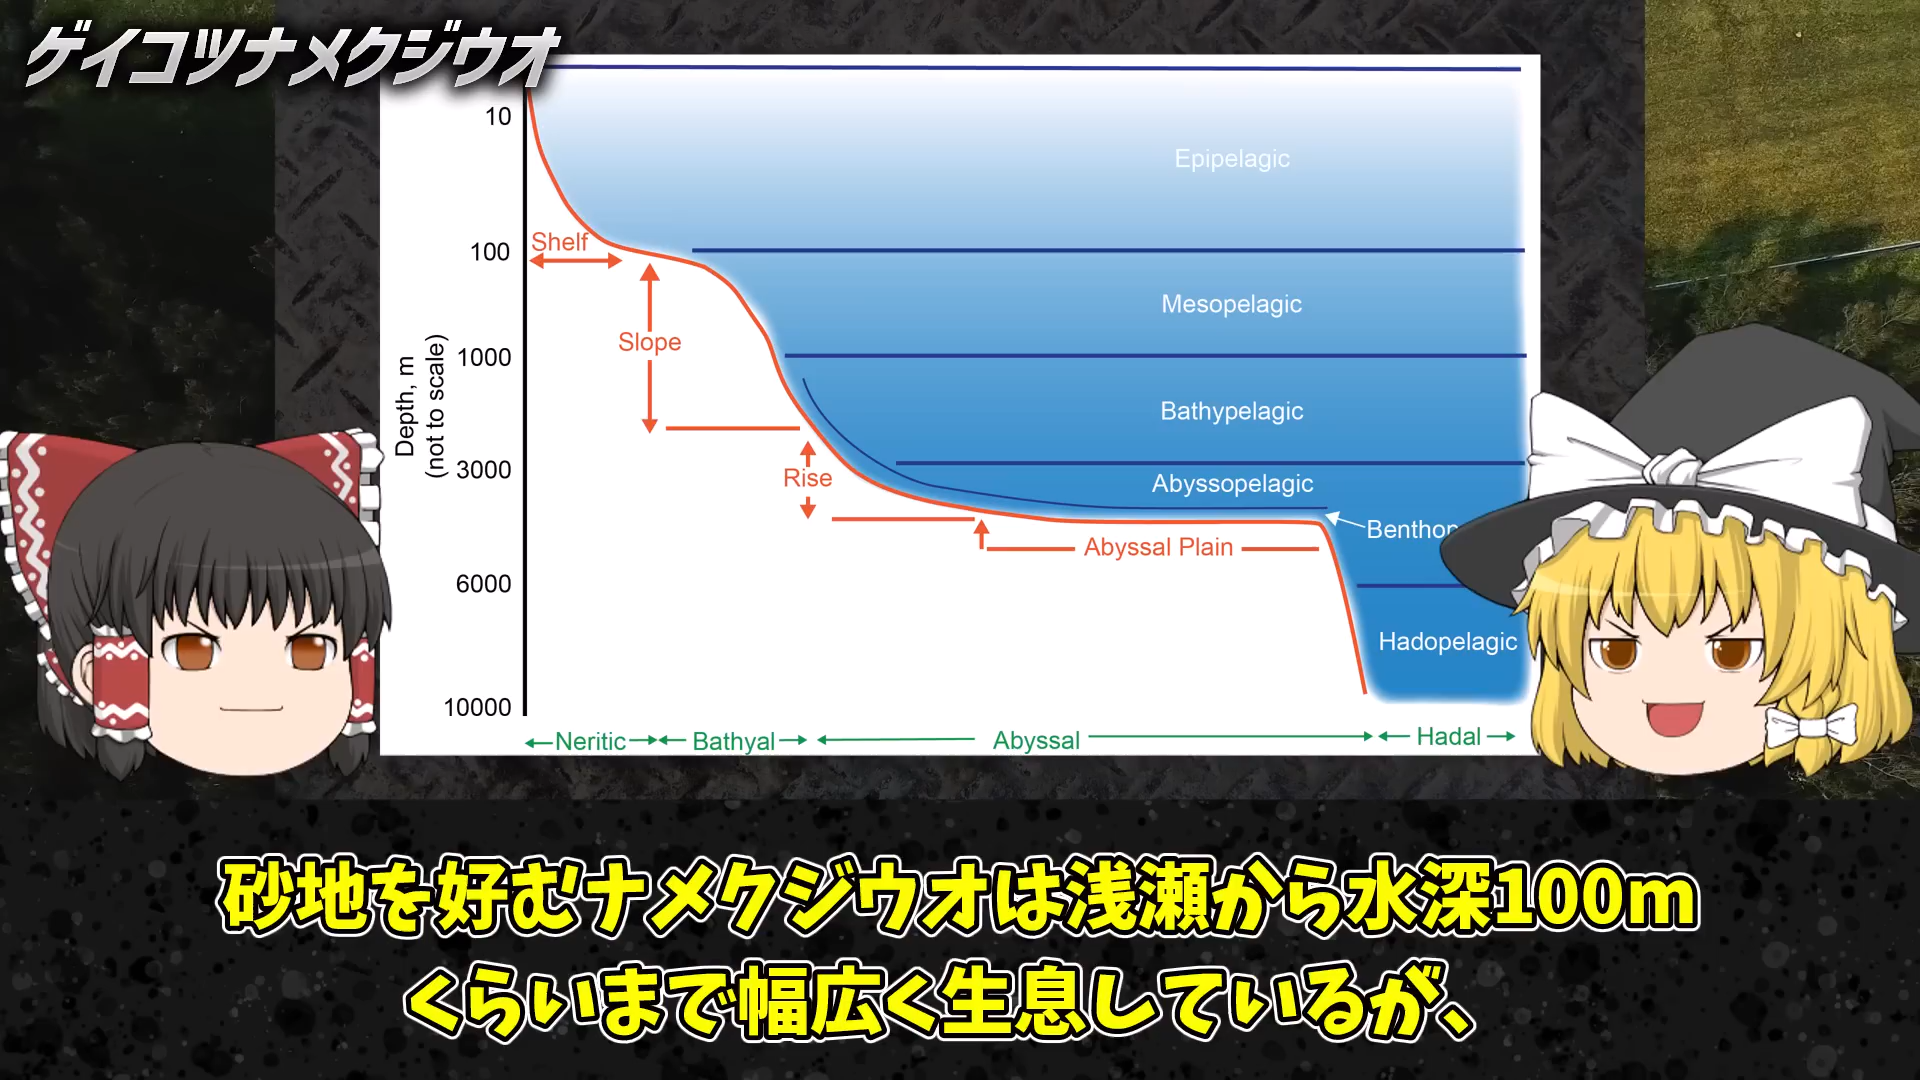 ゲイコツナメクジウオ
10
Epipelagic
Shelf
100
Mesopelagic
Slope
Depth, m
(not to scale)
1000
Bathypelagic
3000
Rise
Abyssopelagic
Abyssal Plain
6000
Hadopelagic
10000
Neritic
Bathyal
Abyssal
Hadal
砂地を好むナメクジウオは浅瀬から水深100m
くらいまで幅広く生息しているが、